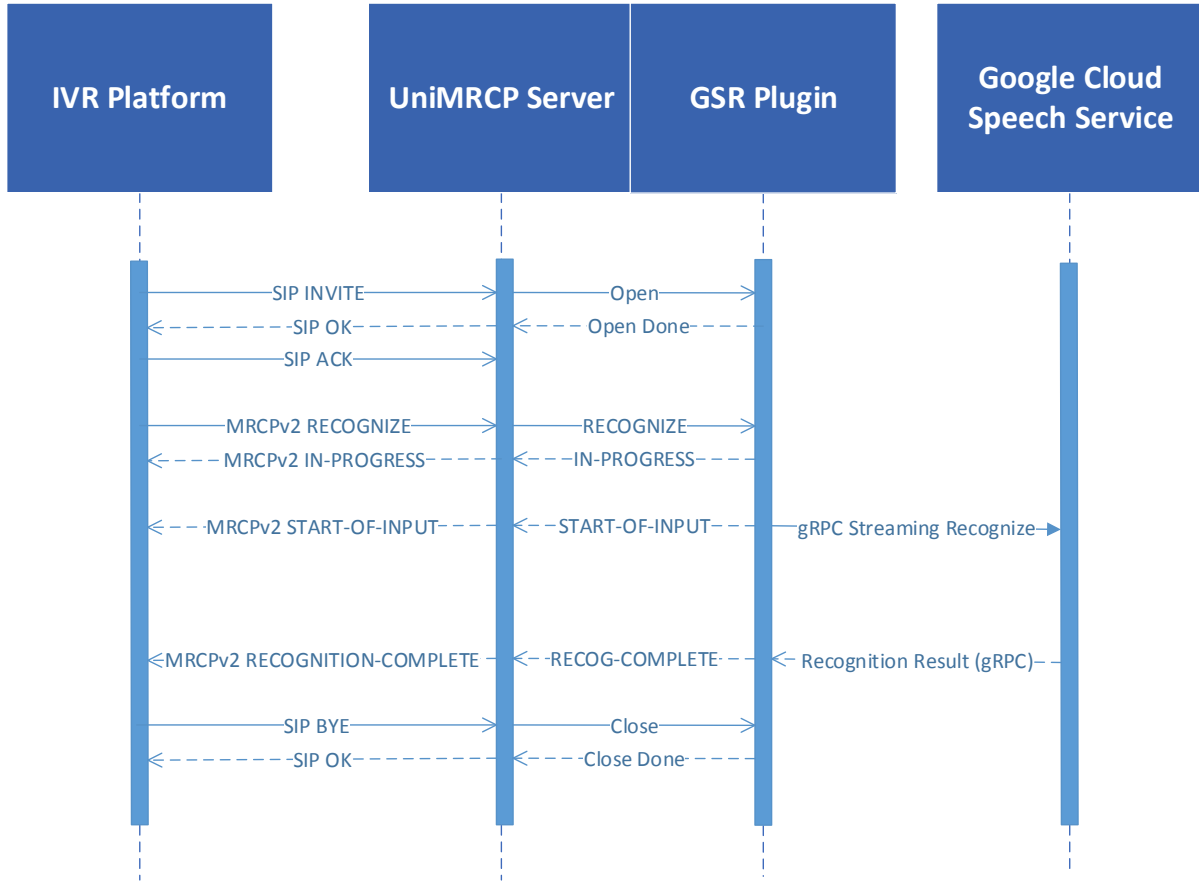 IVR Platform
UniMRCP Server
GSR Plugin
Google Cloud
Speech Service
SIP INVITE
Open
SIP OK
Open Done
SIP ACK
MRCPv2 RECOGNIZE
RECOGNIZE
MRCPv2 IN-PROGRESS
IN-PROGRESS
MRCPv2 START-OF-INPUT
START-OF-INPUT
gRPC Streaming Recognize
MRCPv2 RECOGNITION-COMPLETE
RECOG-COMPLETE
Recognition Result (gRPC)
SIP BYE
Close
SIP OK
Close Done